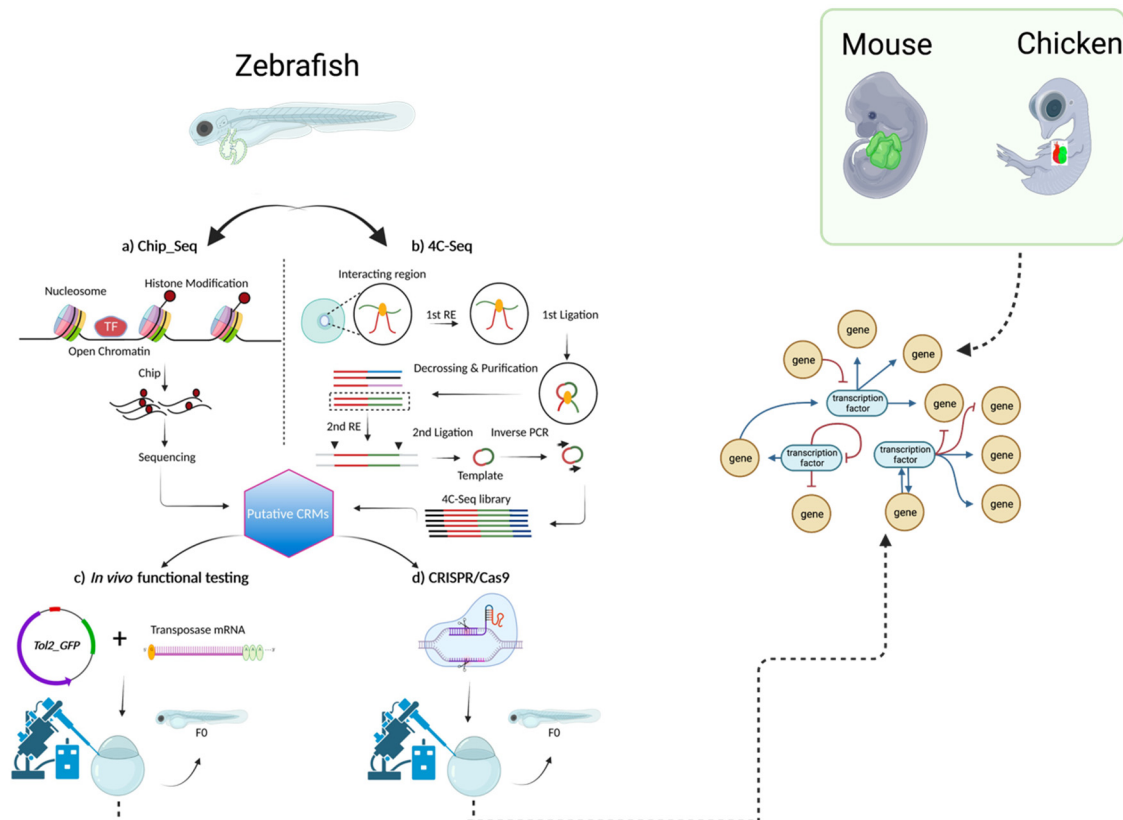 Zebrafish
Mouse
Chicken
a) Chip_Seq
b) 4C-Seq
Nucleosome
Histone Modification
TF
Open Chromatin
Chip
Sequencing
Interacting region
1st RE
1st Ligation
Decrossing & Purification
2nd RE
2nd Ligation
Inverse PCR
Template
4C-Seq library
Putative CRMs
c) In vivo functional testing
d) CRISPR/Cas9
Tol2_GFP
+
Transposase mRNA
F0
F0
gene
gene
gene
transcription
factor
gene
gene
gene
transcription
factor
transcription
factor
gene
gene
gene
gene